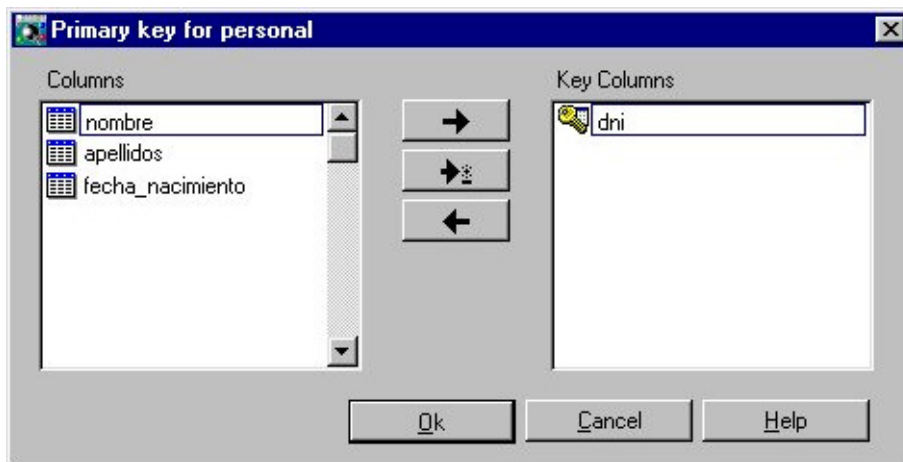 Primary key for personal
Columns
Key Columns
nombre
apellidos
fecha_nacimiento
dni
Ok
Cancel
Help